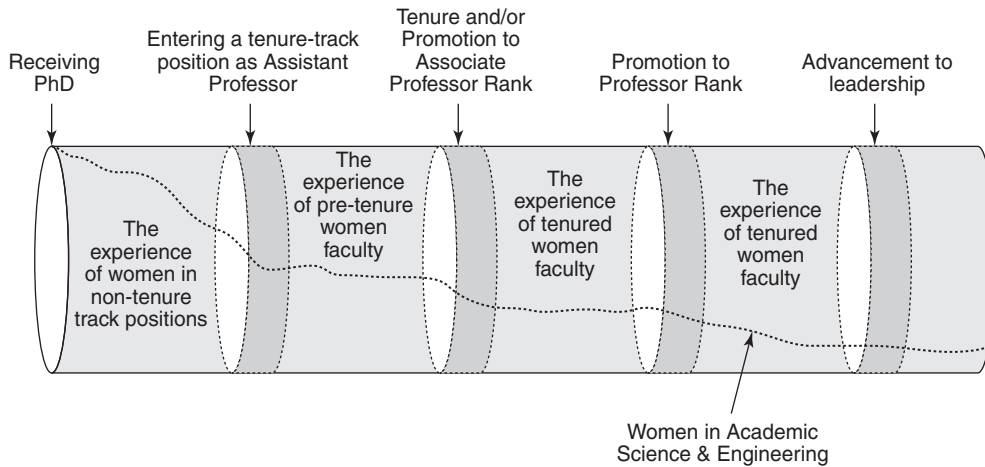 Receiving
PhD
Entering a tenure-track
position as Assistant
Professor
Tenure and/or
Promotion to
Associate
Professor Rank
Promotion to
Professor Rank
Advancement to
leadership
The
experience
of women in
non-tenure
track positions
The
experience
of pre-tenure
women
faculty
The
experience
of tenured
women
faculty
The
experience
of tenured
women
faculty
Women in Academic
Science & Engineering